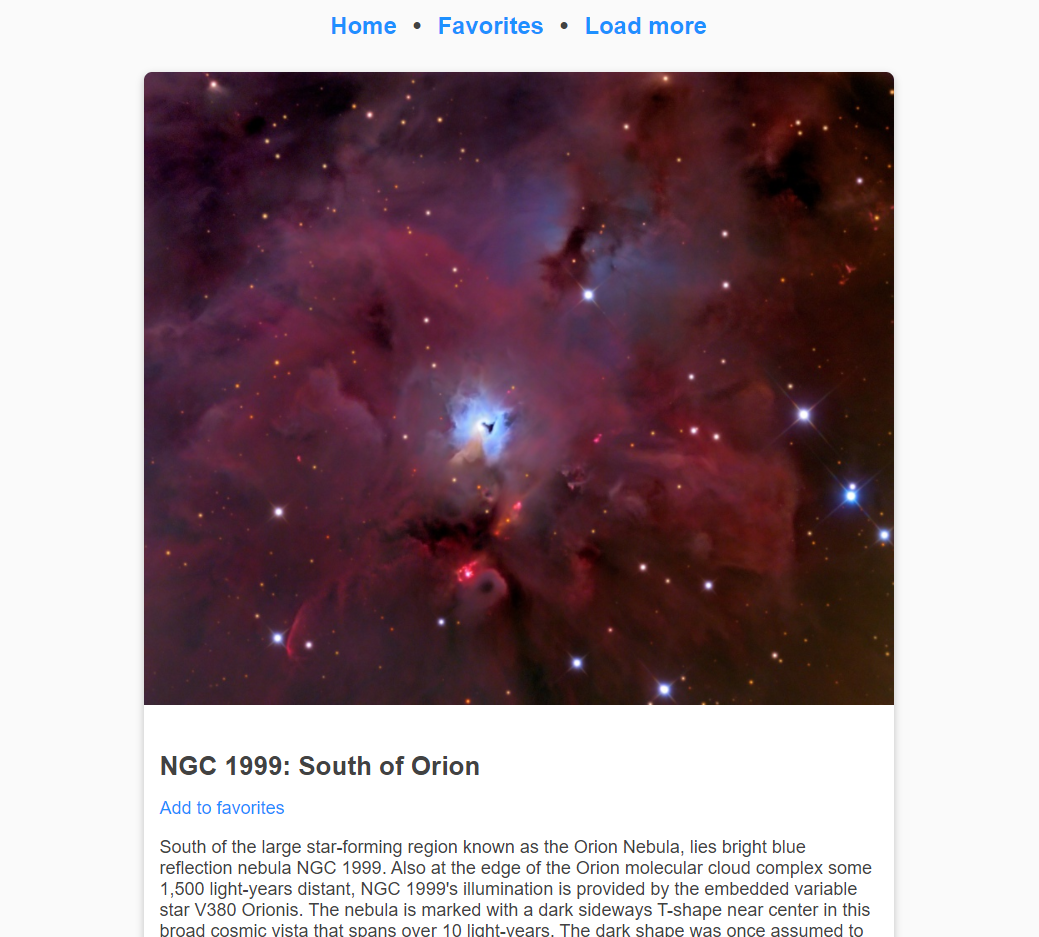 Home • Favorites • Load more
NGC 1999: South of Orion
Add to favorites
South of the large star-forming region known as the Orion Nebula, lies bright blue
reflection nebula NGC 1999. Also at the edge of the Orion molecular cloud complex some
1,500 light-years distant, NGC 1999's illumination is provided by the embedded variable
star V380 Orionis. The nebula is marked with a dark sideways T-shape near center in this
broad cosmic vista that spans over 10 light-years. The dark shape was once assumed to